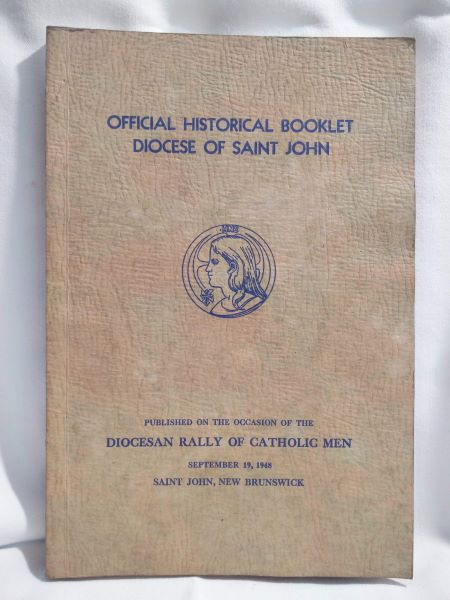 OFFICIAL HISTORICAL BOOKLET
DIOCESE OF SAINT JOHN
PUBLISHED ON THE OCCASION OF THE
DIOCESAN RALLY OF CATHOLIC MEN
SEPTEMBER 19, 1948
SAINT JOHN, NEW BRUNSWICK